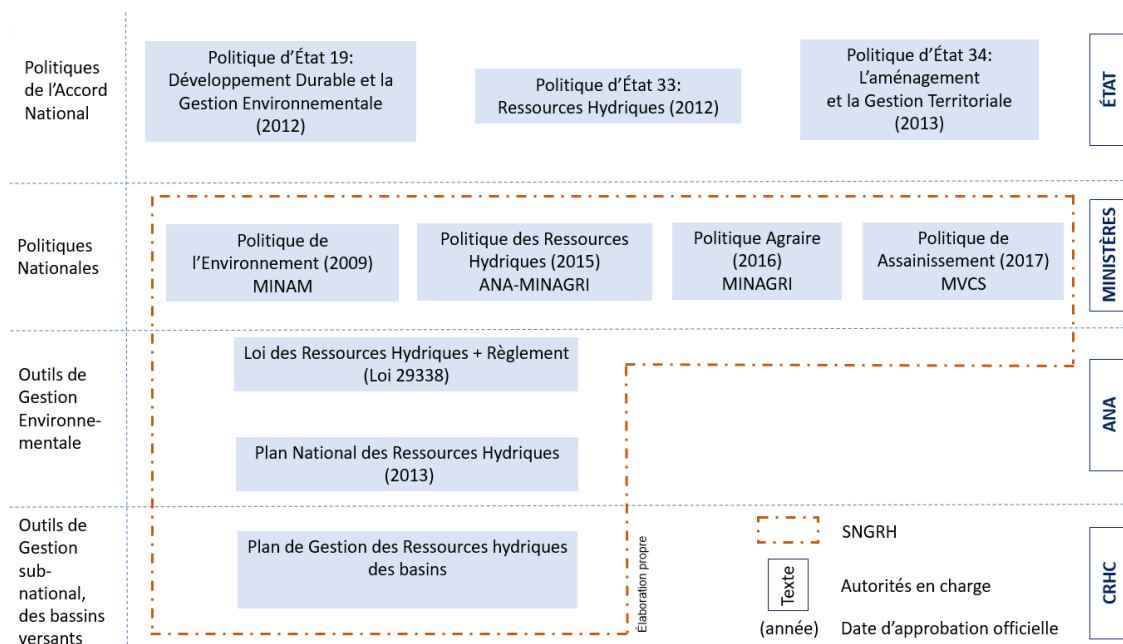 Politiques
de l'Accord
National
Politique d'État 19:
Développement Durable et la
Gestion Environnementale
(2012)
Politique d'État 33:
Ressources Hydriques (2012)
Politique d'État 34:
L'aménagement
et la Gestion Territoriale
(2013)
ÉTAT
Politiques
Nationales
Politique de
l'Environnement (2009)
MINAM
Politique des Ressources
Hydriques (2015)
ANA-MINAGRI
Politique Agraire
(2016)
MINAGRI
Politique de
Assainissement (2017)
MVCS
MINISTÈRES
Outils de
Gestion
Environne-
mentale
Loi des Ressources Hydriques + Règlement
(Loi 29338)
Plan National des Ressources Hydriques
(2013)
ANA
Outils de
Gestion
sub-
national,
des bassins
versants
Plan de Gestion des Ressources hydriques
des basins
Élaboration propre
SNGRH
Texte
Autorités en charge
(année)
Date d'approbation officielle
CRHC